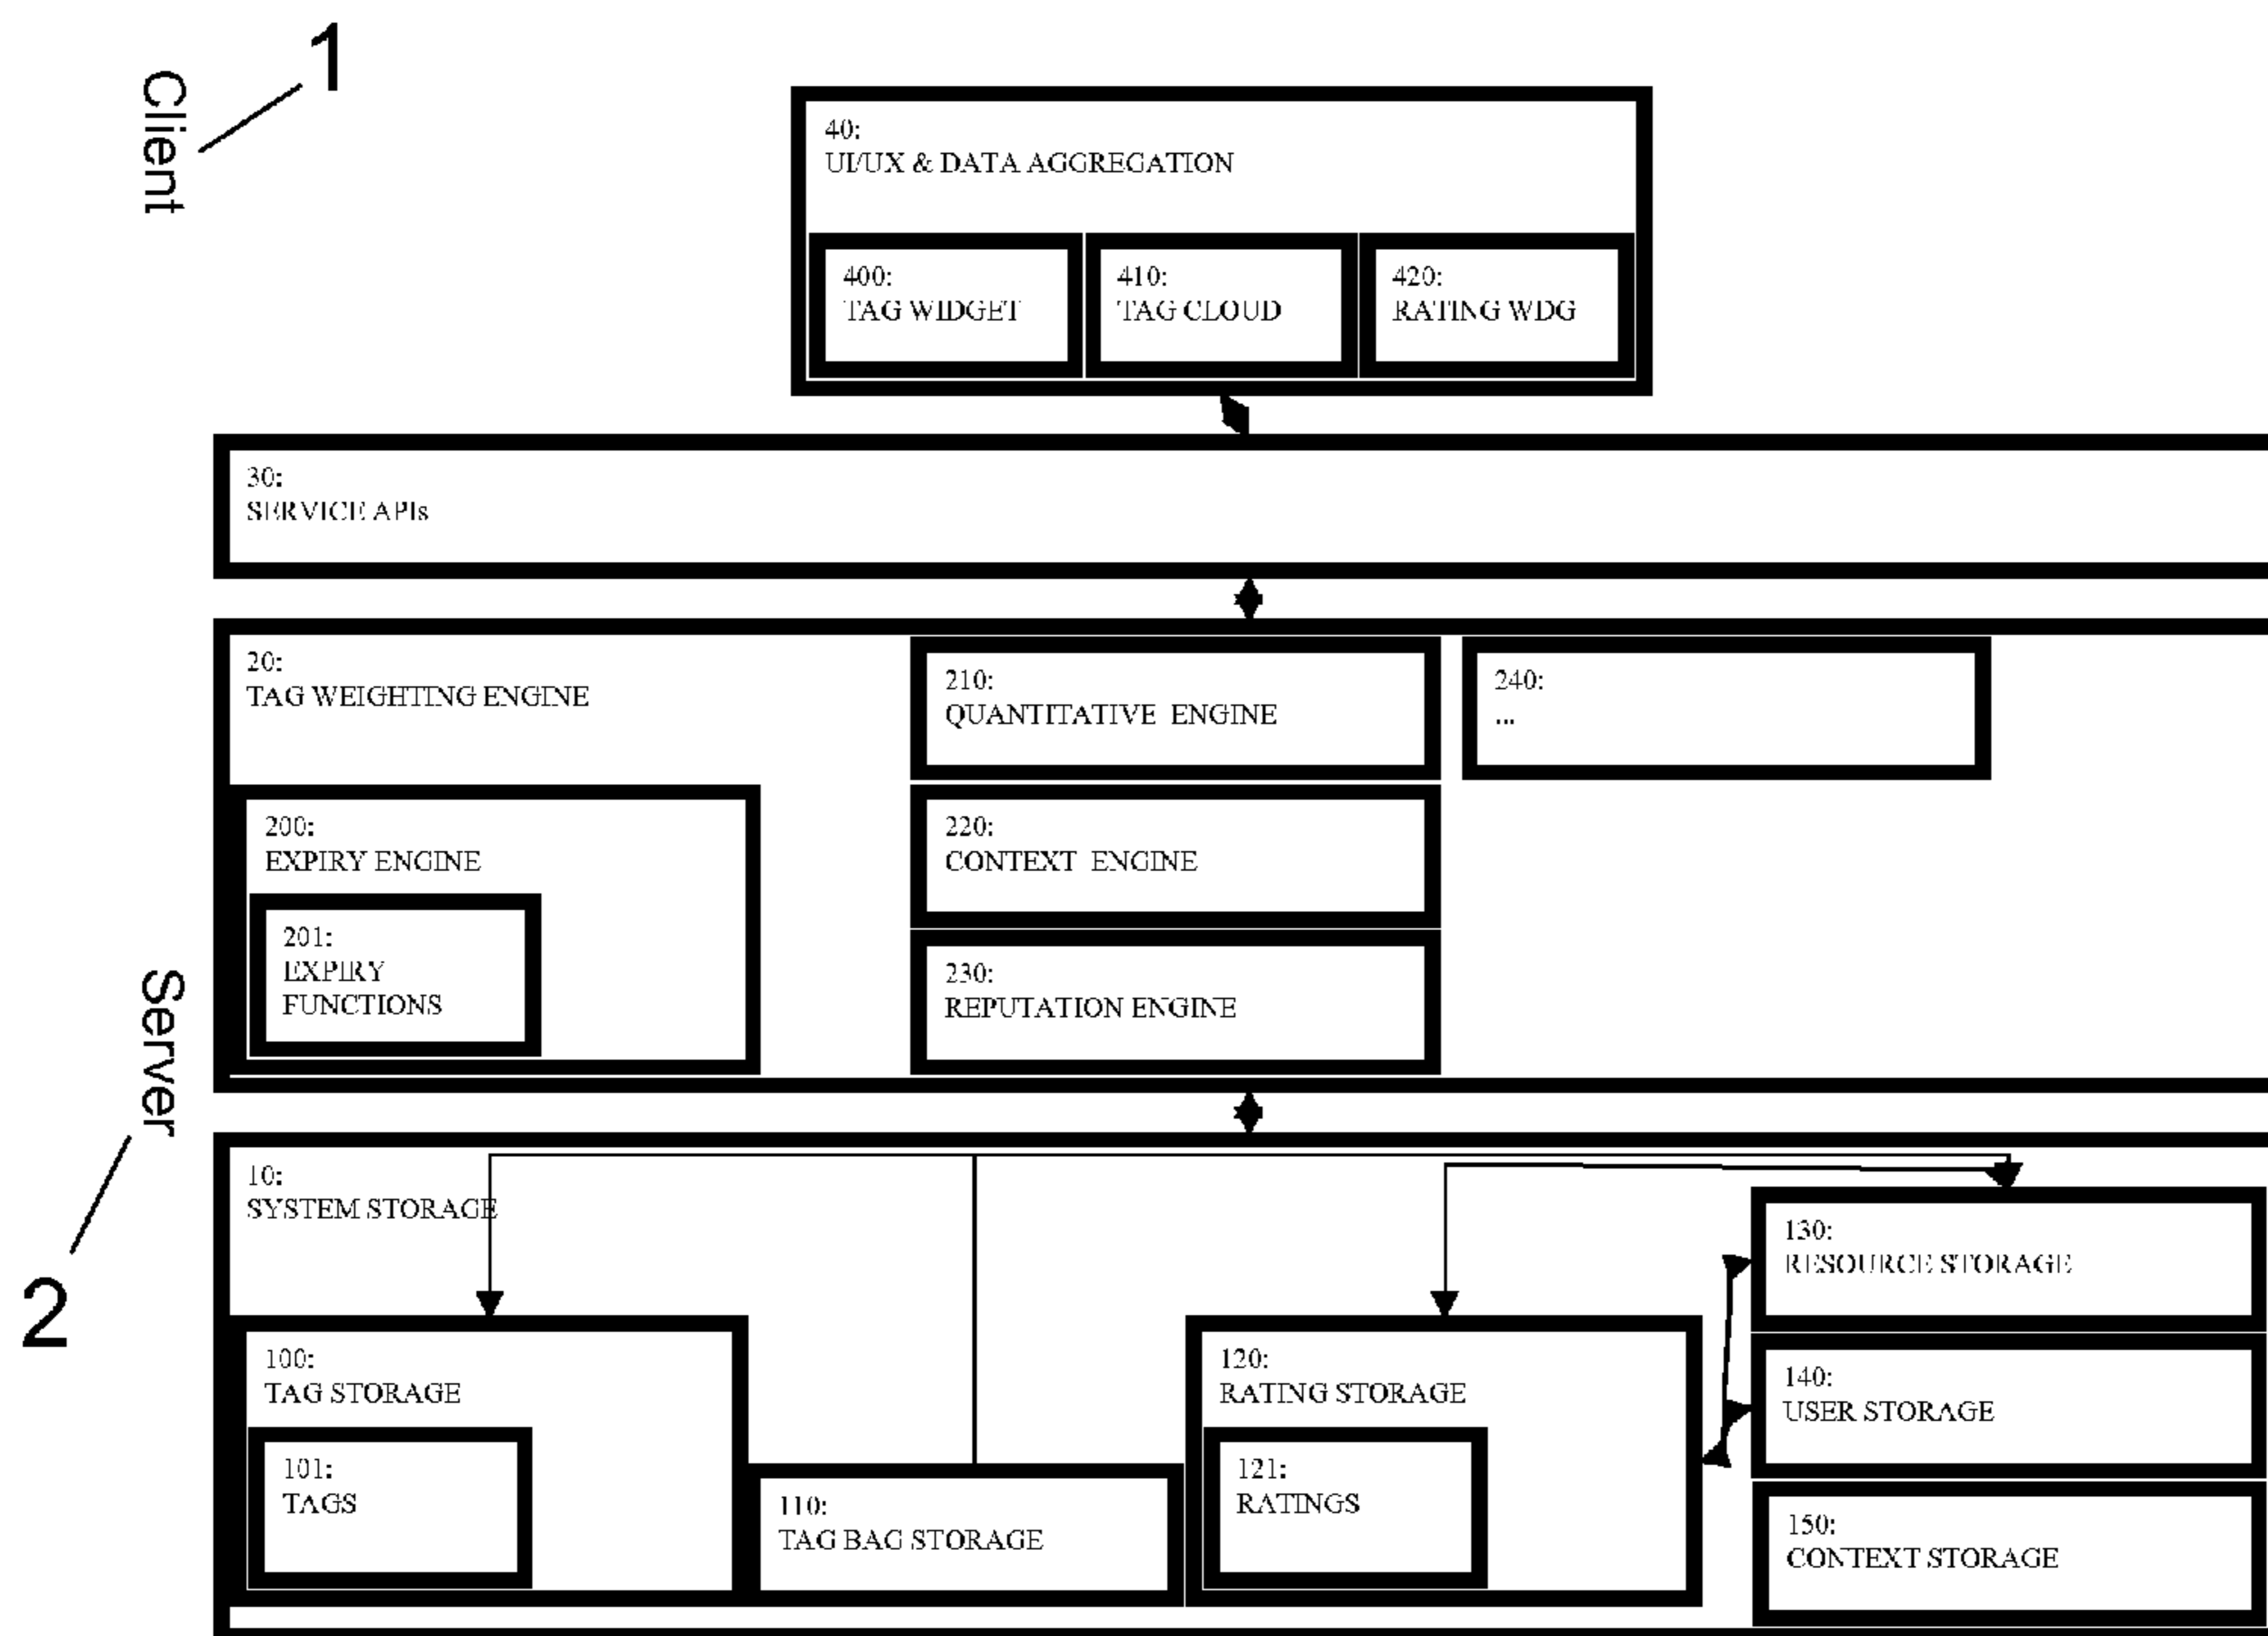 1
Client
40:
UI/UX & DATA AGGREGATION
400:
TAG WIDGET
410:
TAG CLOUD
420:
RATING WDG
30:
SERVICE APIs
20:
TAG WEIGHTING ENGINE
210:
QUANTITATIVE ENGINE
240:
...
200:
EXPIRY ENGINE
220:
CONTEXT ENGINE
201:
EXPIRY
FUNCTIONS
230:
REPUTATION ENGINE
Server
2
10:
SYSTEM STORAGE
130:
RESOURCE STORAGE
100:
TAG STORAGE
120:
RATING STORAGE
140:
USER STORAGE
101:
TAGS
110:
TAG BAG STORAGE
121:
RATINGS
150:
CONTEXT STORAGE